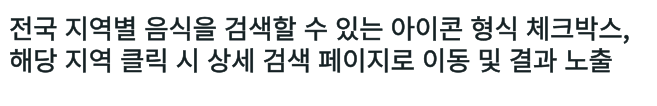 전국 지역별 음식을 검색할 수 있는 아이콘 형식 체크박스,
해당 지역 클릭 시 상세 검색 페이지로 이동 및 결과 노출